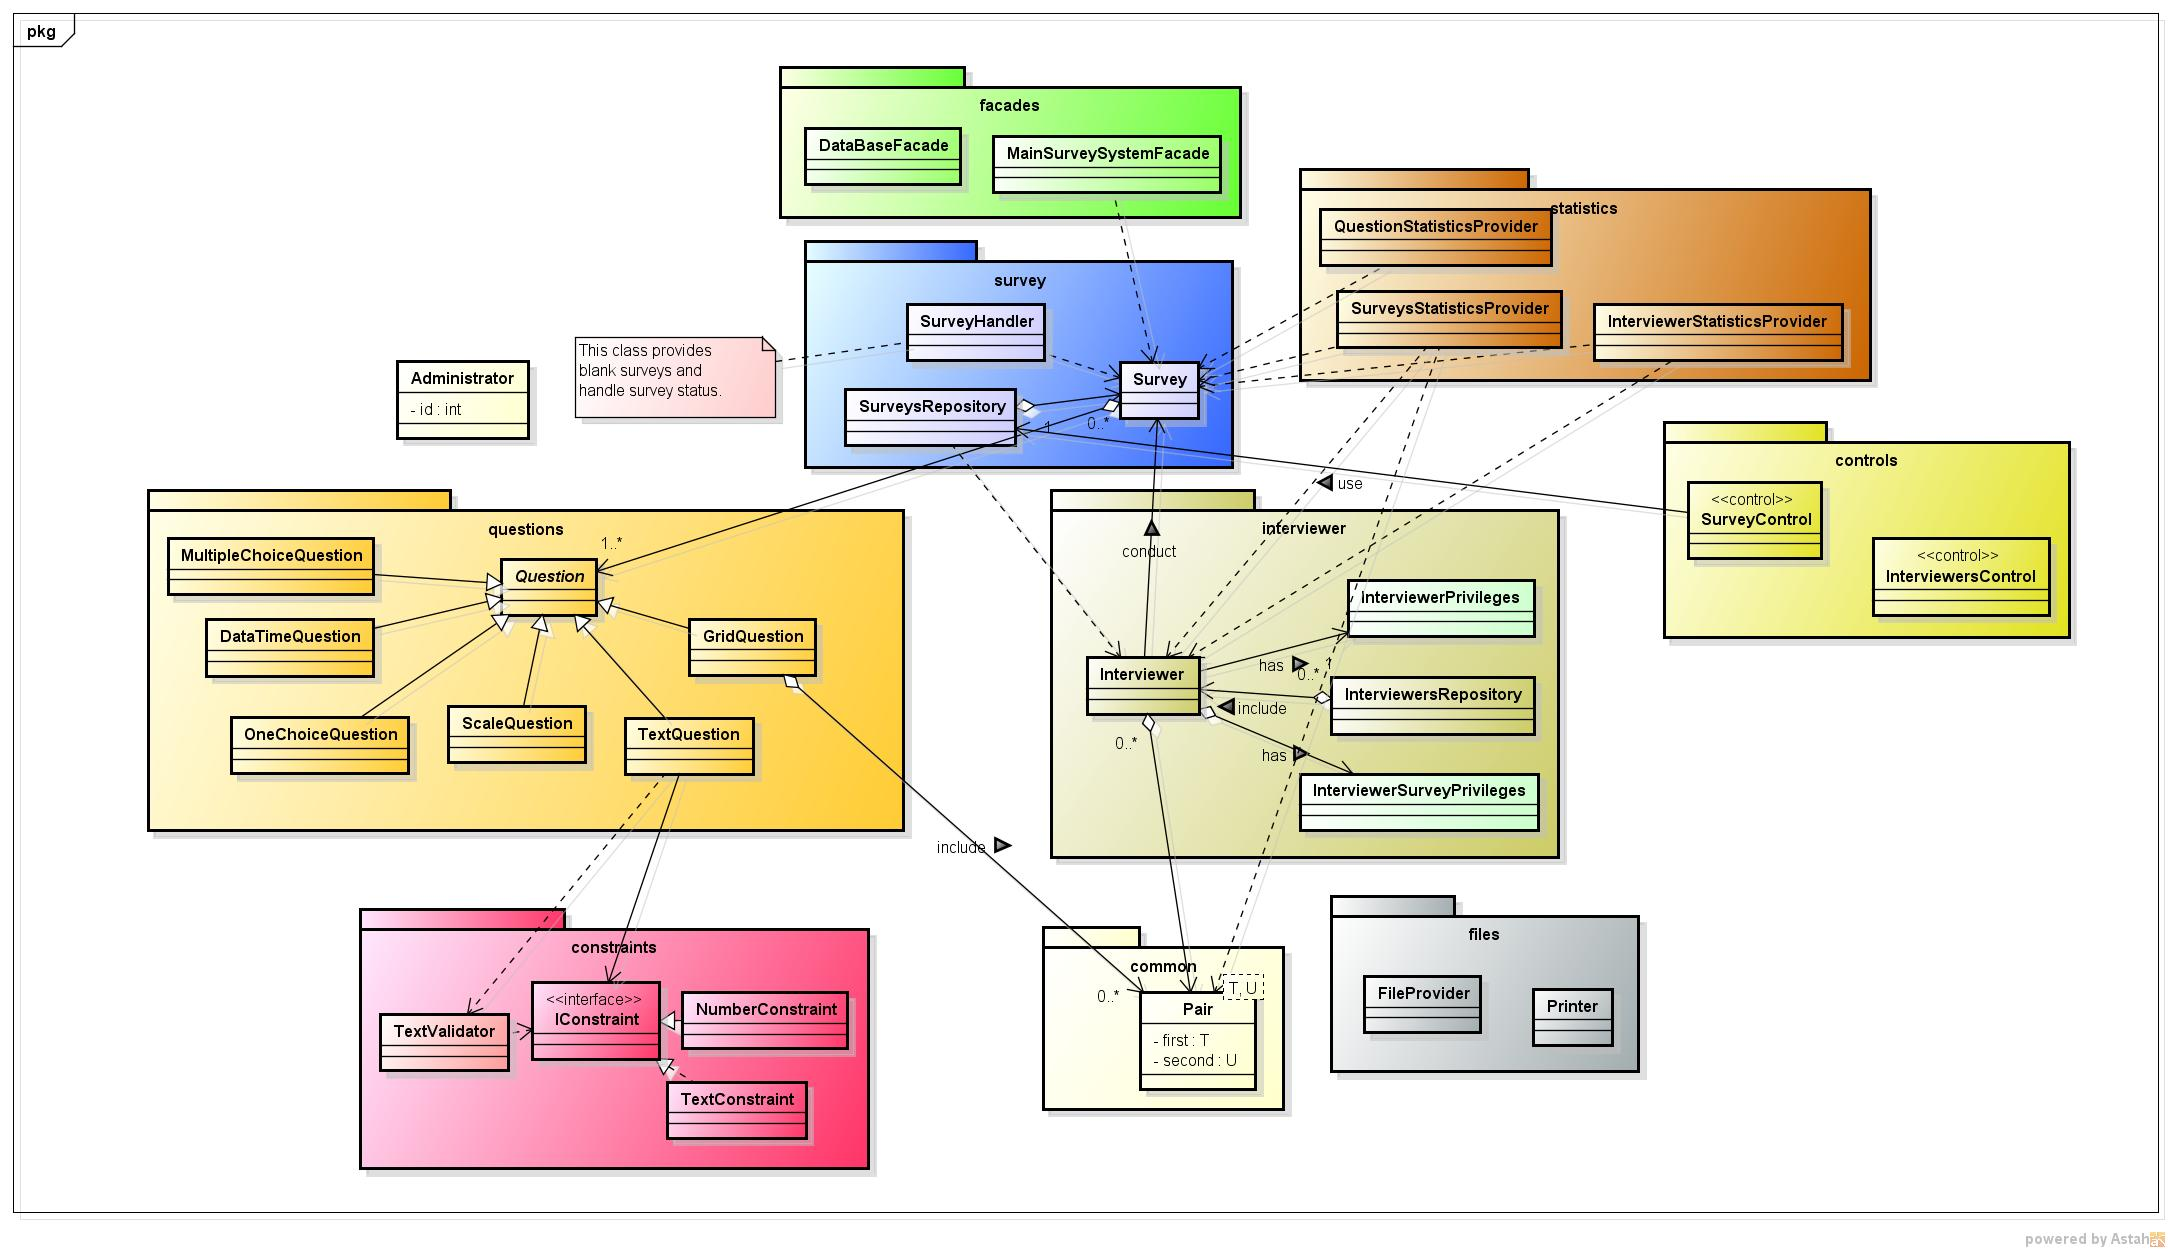 pkg
facades
DataBaseFacade
MainSurveySystemFacade
statistics
QuestionStatisticsProvider
SurveysStatisticsProvider
InterviewerStatisticsProvider
survey
SurveyHandler
Survey
SurveysRepository
0..*
1
This class provides
blank surveys and
handle survey status.
Administrator
- id : int
controls
<<control>>
SurveyControl
<<control>>
InterviewersControl
use
questions
1..*
MultipleChoiceQuestion
Question
DataTimeQuestion
GridQuestion
OneChoiceQuestion
ScaleQuestion
TextQuestion
interviewer
conduct
InterviewerPrivileges
has
0..*
1
Interviewer
InterviewersRepository
include
0..*
has
InterviewerSurveyPrivileges
include
constraints
<<interface>>
IConstraint
NumberConstraint
TextValidator
TextConstraint
common
0..*
T, U
Pair
- first : T
- second : U
files
FileProvider
Printer
powered by Astah